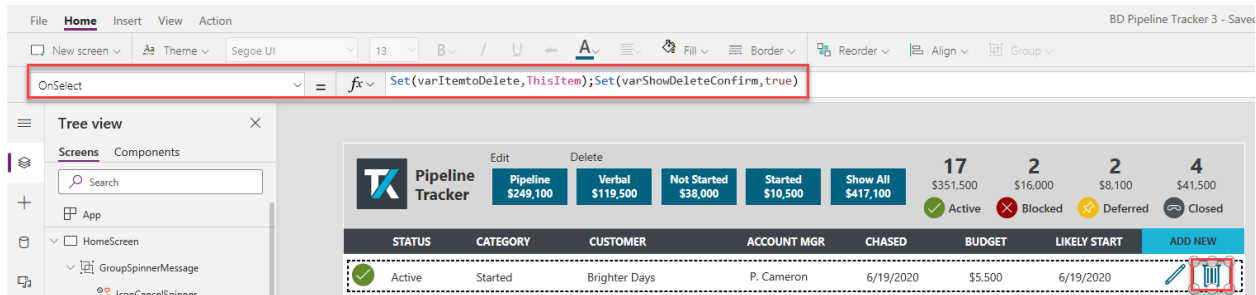 File Home Insert View Action BD Pipeline Tracker 3 - Saved
New screen Theme Segoe UI 13 B / U abc A Fill Border Reorder Align Group
OnSelect = fx Set(varItemtoDelete,ThisItem);Set(varShowDeleteConfirm,true)
Tree view
Screens Components
Search
App
HomeScreen
GroupSpinnerMessage
IconCancelSpinner
TX Pipeline Tracker
Edit Delete
Pipeline Verbal Not Started Started Show All
$249,100 $119,500 $38,000 $10,500 $417,100
17 2 2 4
$351,500 $16,000 $8,100 $41,500
Active Blocked Deferred Closed
STATUS CATEGORY CUSTOMER ACCOUNT MGR CHASED BUDGET LIKELY START ADD NEW
Active Started Brighter Days P. Cameron 6/19/2020 $5,500 6/19/2020